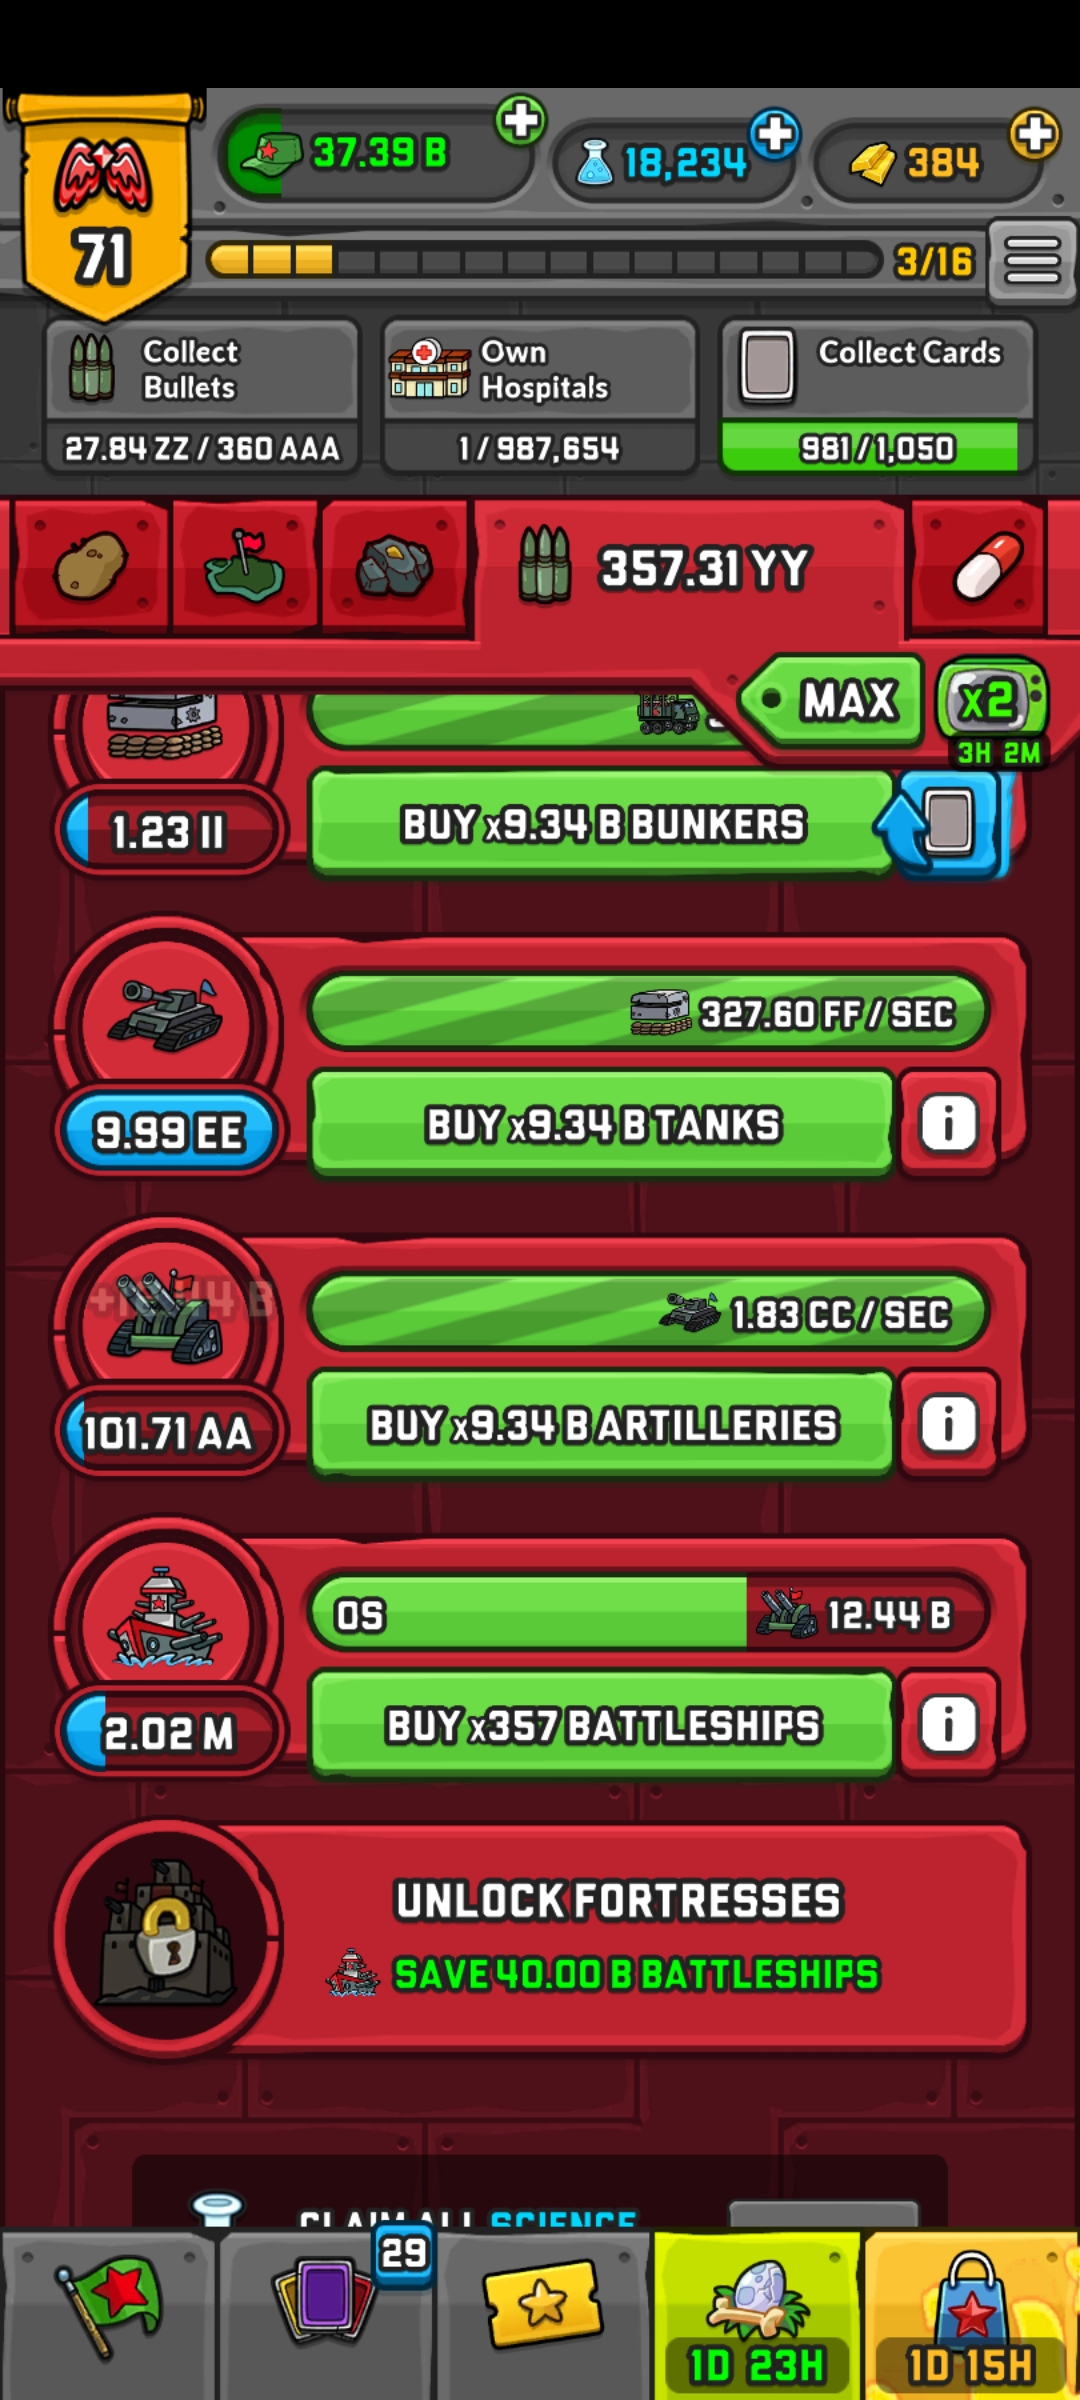 37.39 B
18,234
384
71
3/16
Collect
Bullets
27.84 ZZ / 360 AAA
Own
Hospitals
1 / 987,654
Collect Cards
981 / 1,050
357.31 YY
MAX
x2
3H 2M
1.23 II
BUY x9.34 B BUNKERS
327.60 FF / SEC
9.99 EE
BUY x9.34 B TANKS
i
1.83 CC / SEC
101.71 AA
BUY x9.34 B ARTILLERIES
i
0S
12.44 B
2.02 M
BUY x357 BATTLESHIPS
i
UNLOCK FORTRESSES
SAVE 40.00 B BATTLESHIPS
CLAIM ALL SCIENCE
29
1D 23H
1D 15H